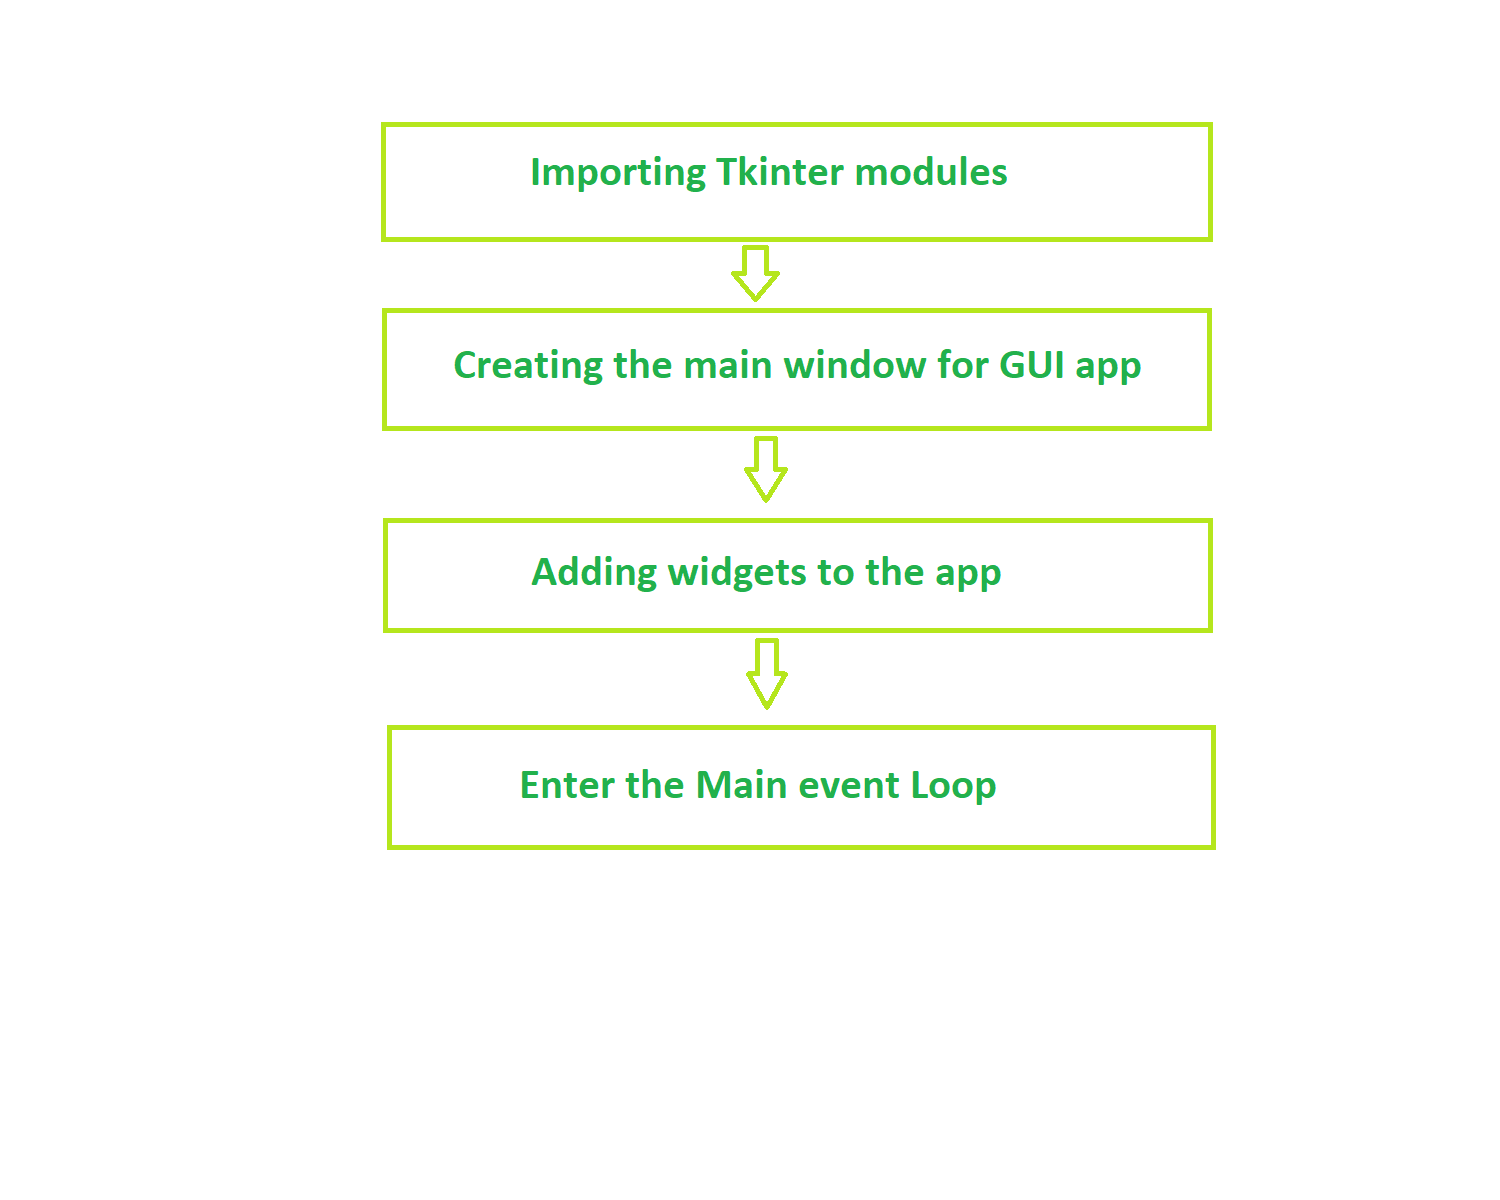 Importing Tkinter modules
Creating the main window for GUI app
Adding widgets to the app
Enter the Main event Loop